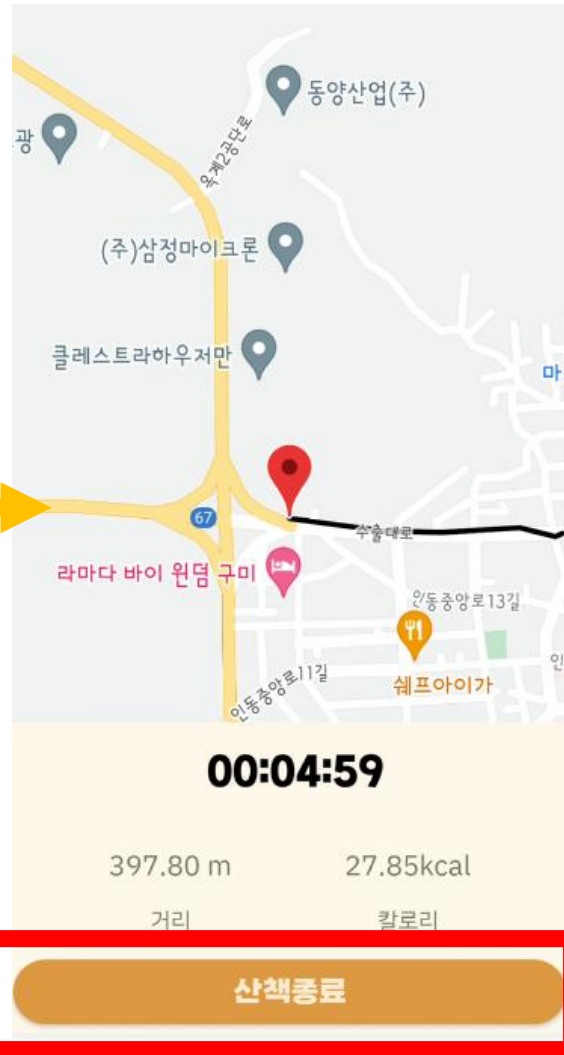 동양산업(주)
광
옥계2공단로
(주)삼정마이크론
클레스트라하우저만
마
67
수출대로
라마다 바이 윈덤 구미
인동중앙로13길
인
쉐프아이가
인동중앙로11길
00:04:59
397.80 m 27.85kcal
거리 칼로리
산책종료